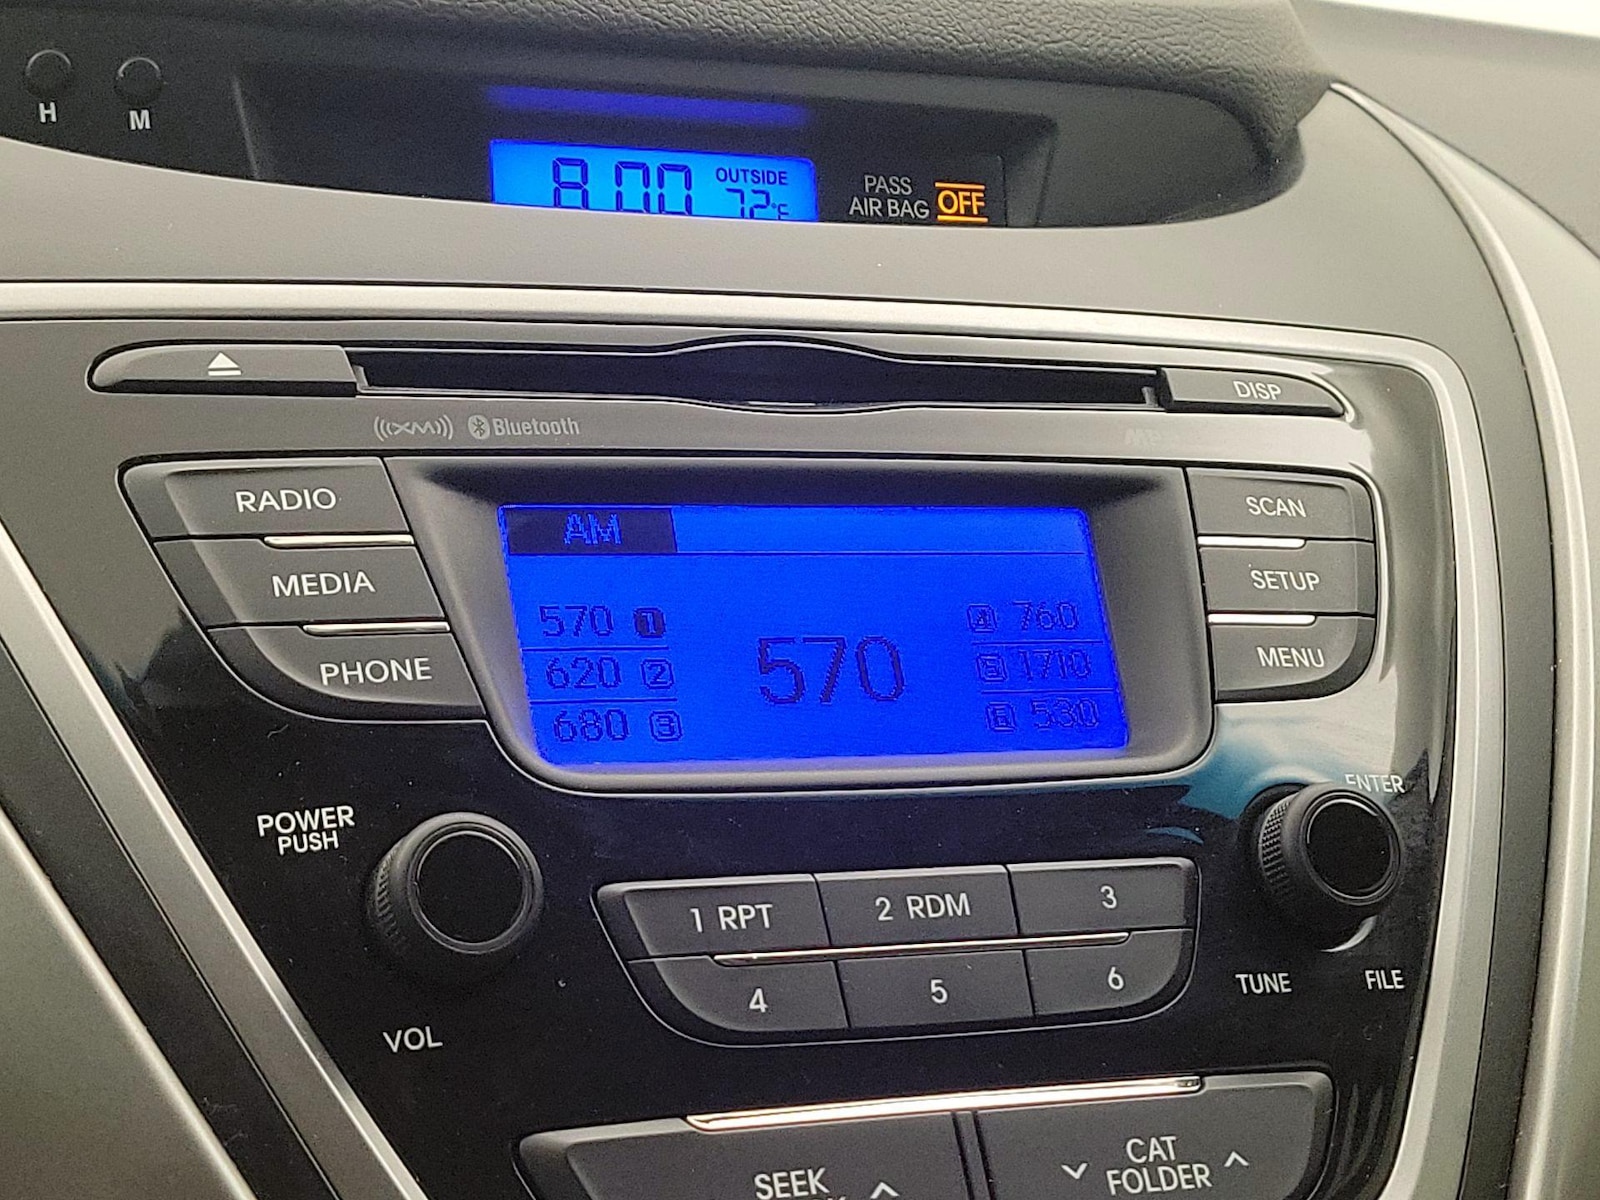 H M
8:00 OUTSIDE 72°F
PASS AIR BAG OFF
DISP
XM Bluetooth
RADIO
MEDIA
PHONE
AM
570 1
620 2
680 3
570
4 760
5 1710
6 530
SCAN
SETUP
MENU
POWER
PUSH
VOL
ENTER
TUNE FILE
1 RPT 2 RDM 3
4 5 6
SEEK
CAT
FOLDER